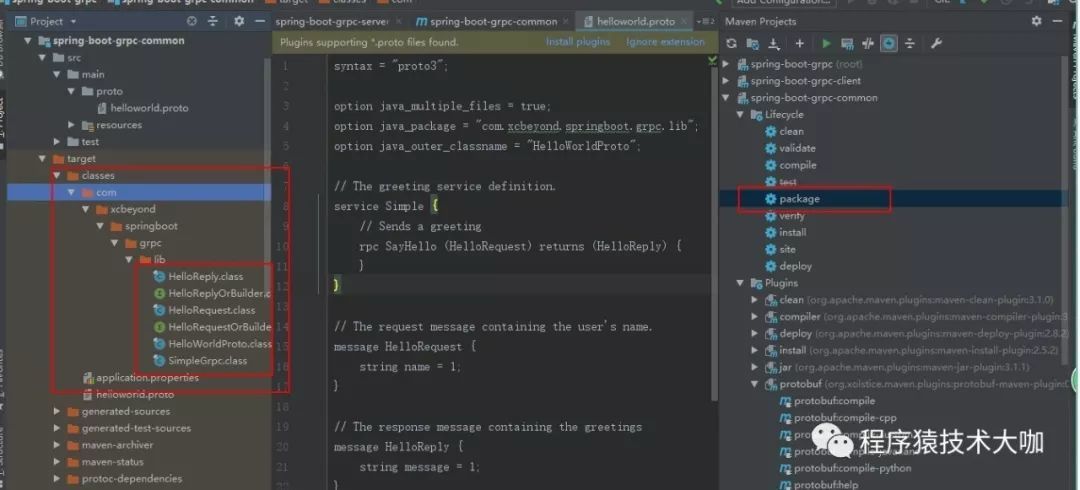 spring-boot-grpc-common
Project
spring-boot-grpc-common
src
main
proto
helloworld.proto
resources
test
target
classes
com
xcbeyond
springboot
grpc
lib
HelloReply.class
HelloReplyOrBuilder.c
HelloRequest.class
HelloRequestOrBuilde
HelloWorldProto.class
SimpleGrpc.class
application.properties
helloworld.proto
generated-sources
generated-test-sources
maven-archiver
maven-status
protoc-dependencies
target
classes
com
spring-boot-grpc-server
spring-boot-grpc-common
helloworld.proto
Plugins supporting *.proto files found.
Install plugins
Ignore extension
1 syntax = "proto3";
2
3 option java_multiple_files = true;
4 option java_package = "com.xcbeyond.springboot.grpc.lib";
5 option java_outer_classname = "HelloWorldProto";
6
7 // The greeting service definition.
8 service Simple {
9 // Sends a greeting
10 rpc SayHello (HelloRequest) returns (HelloReply) {
11 }
12 }
13
14 // The request message containing the user's name.
15 message HelloRequest {
16 string name = 1;
17 }
18
19 // The response message containing the greetings
20 message HelloReply {
21 string message = 1;
22 }
Add Configuration...
Maven Projects
spring-boot-grpc (root)
spring-boot-grpc-client
spring-boot-grpc-common
Lifecycle
clean
validate
compile
test
package
verify
install
site
deploy
Plugins
clean (org.apache.maven.plugins:maven-clean-plugin:3.1.0)
compiler (org.apache.maven.plugins:maven-compiler-plugin:3
deploy (org.apache.maven.plugins:maven-deploy-plugin:2.8.2
install (org.apache.maven.plugins:maven-install-plugin:2.5.2
jar (org.apache.maven.plugins:maven-jar-plugin:3.1.1)
protobuf (org.xolstice.maven.plugins:protobuf-maven-plugin:0
protobuf:compile
protobuf:compile-cpp
protobuf:compile-python
protobuf:help
程序猿技术大咖